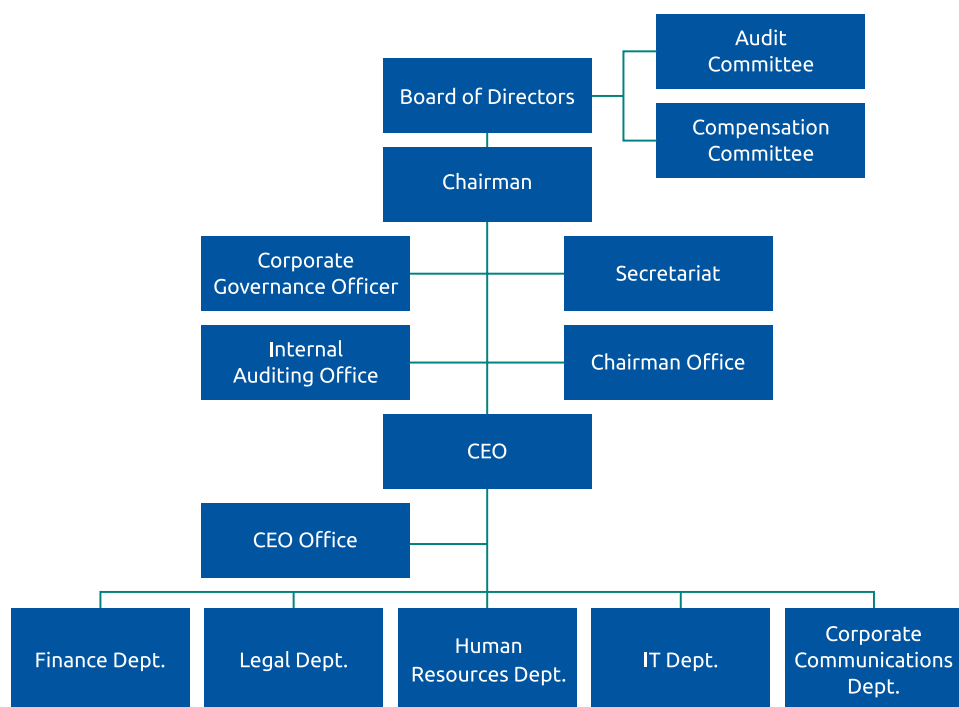 Audit
Committee
Board of Directors
Compensation
Committee
Chairman
Corporate
Governance Officer
Secretariat
Internal
Auditing Office
Chairman Office
CEO
CEO Office
Finance Dept.
Legal Dept.
Human
Resources Dept.
IT Dept.
Corporate
Communications
Dept.